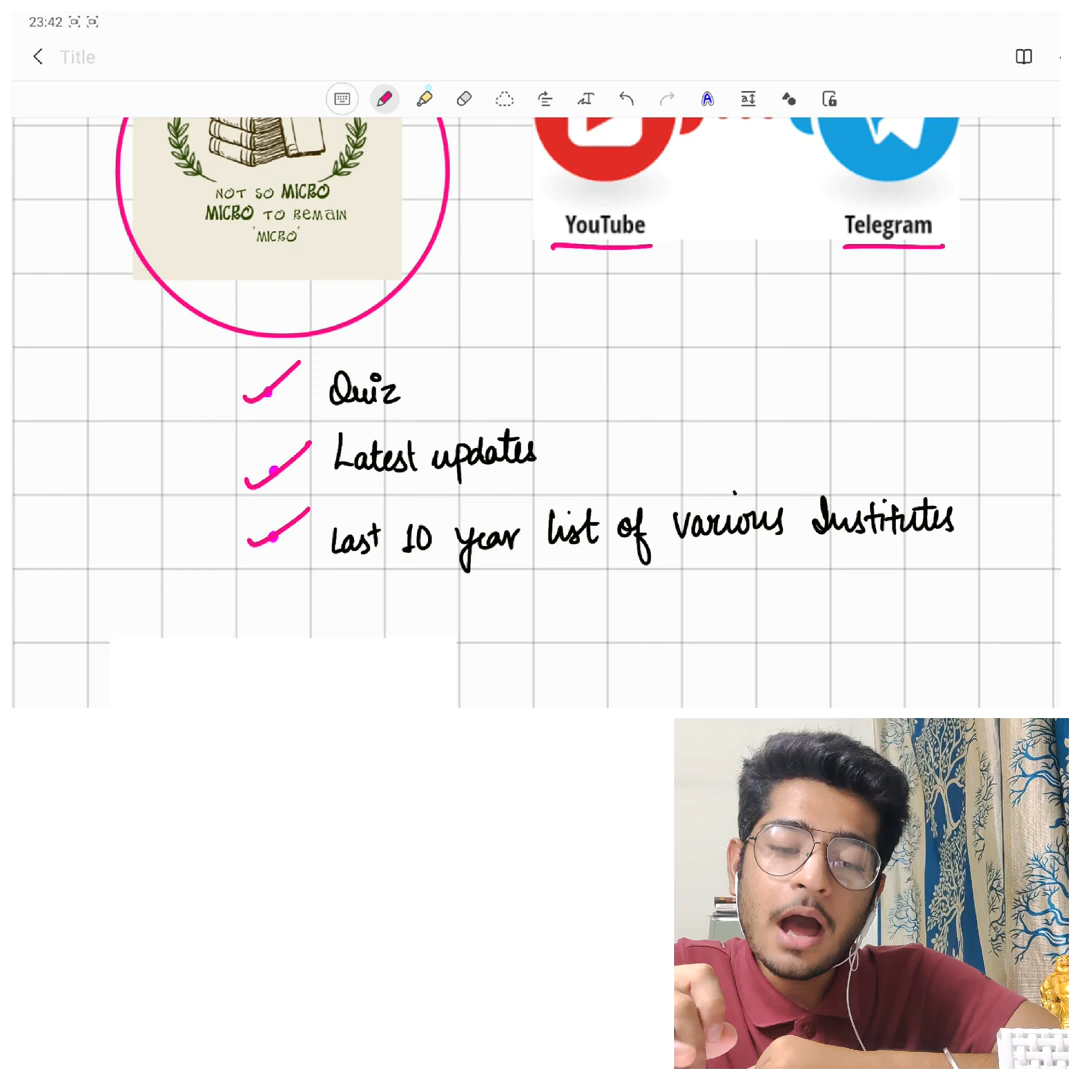 23:42
Title
NOT SO MICRO
MICRO TO REMAIN
'MICRO'
YouTube
Telegram
Quiz
Latest updates
Last 10 year list of various Institutes